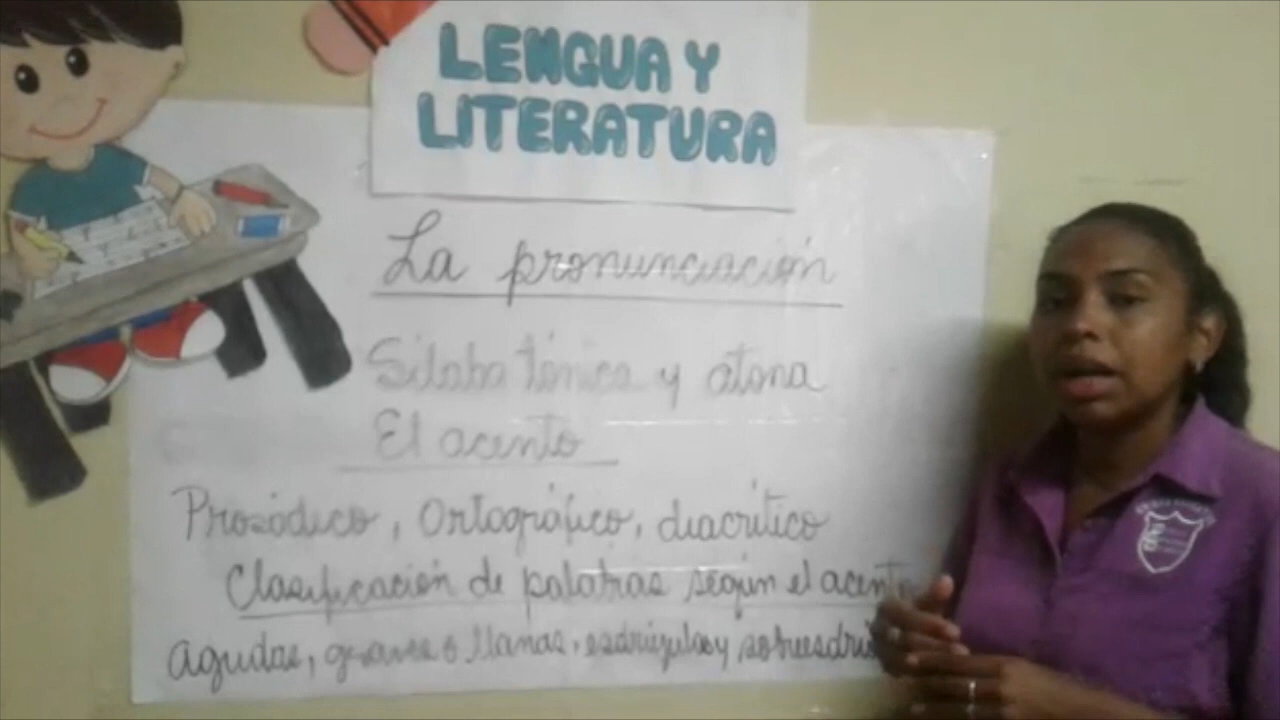 LENGUA Y
LITERATURA
La pronunciación
Sílaba tónica y átona
El acento
Prosódico, Ortográfico, diacrítico
Clasificación de palabras según el acento
agudas, graves o llanas, esdrújulas y sobreesdrú